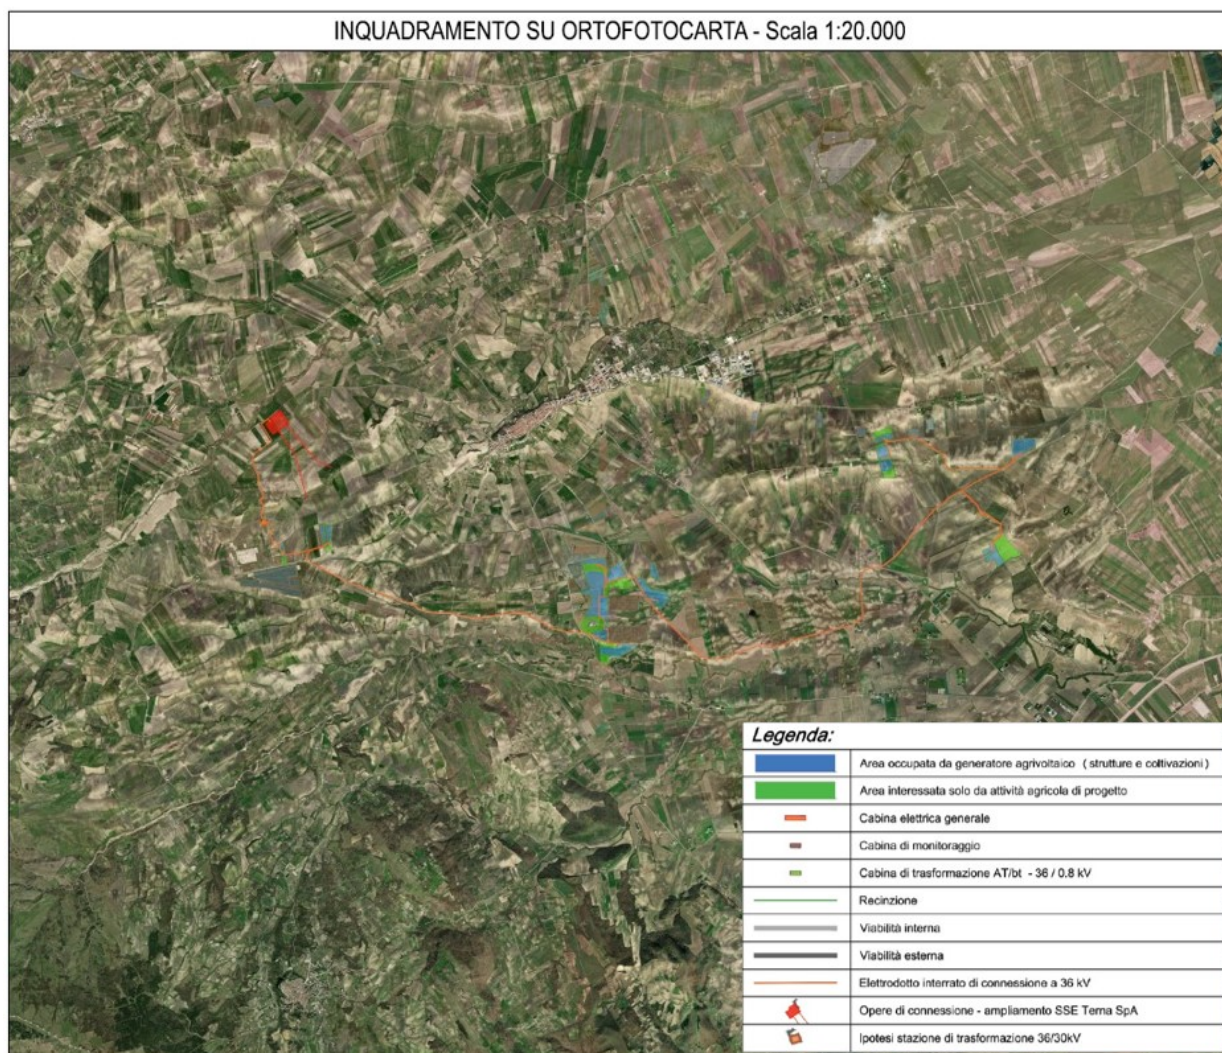 INQUADRAMENTO SU ORTOFOTOCARTA - Scala 1:20.000
Legenda:
Area occupata da generatore agrivoltaico ( strutture e coltivazioni)
Area interessata solo da attività agricola di progetto
Cabina elettrica generale
Cabina di monitoraggio
Cabina di trasformazione AT/bt - 36 / 0.8 kV
Recinzione
Viabilità interna
Viabilità esterna
Elettrodotto interrato di connessione a 36 kV
Opere di connessione - ampliamento SSE Terna SpA
Ipotesi stazione di trasformazione 36/30kV